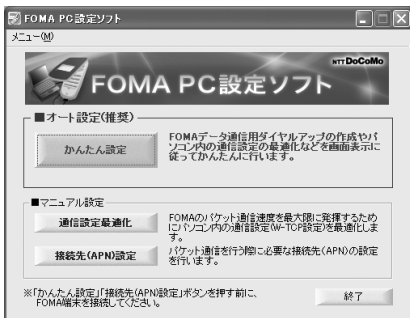 FOMA PC設定ソフト
メニュー(M)
NTT DoCoMo
FOMA PC設定ソフト
■オート設定(推奨)
かんたん設定
FOMAデータ通信用ダイヤルアップの作成やパ
ソコン内の通信設定の最適化などを画面表示に
従ってかんたんに行います。
■マニュアル設定
通信設定最適化
FOMAのパケット通信速度を最大限に発揮するため
にパソコン内の通信設定(W-TCP設定)を最適化しま
す。
接続先(APN)設定
パケット通信を行う際に必要な接続先(APN)の設定
を行います。
※「かんたん設定」「接続先(APN)設定」ボタンを押す前に、
FOMA端末を接続してください。
終了